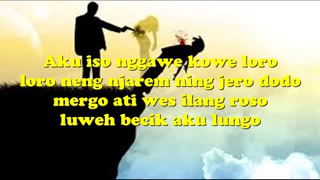 Aku iso nggawe kowe loro
loro neng njarem ning jero dodo
mergo ati wes ilang roso
luweh becik aku lungo